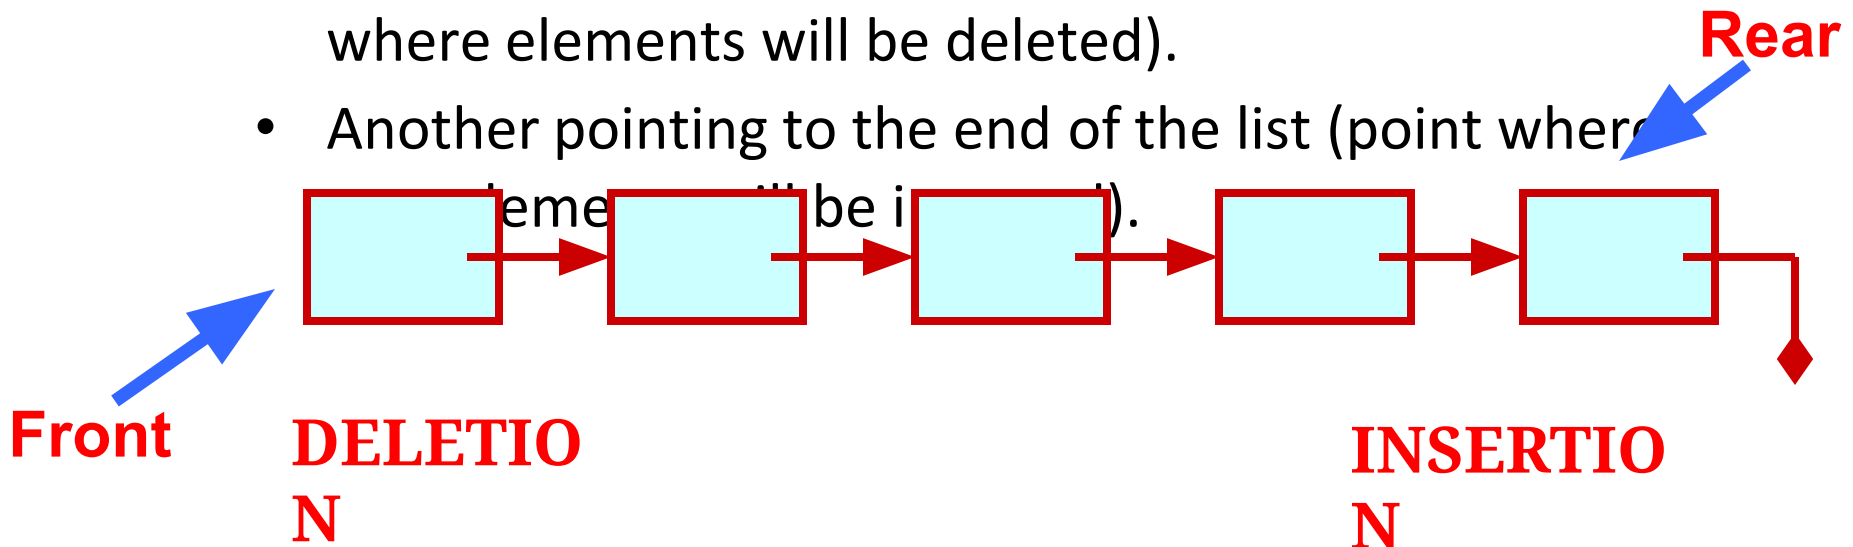 where elements will be deleted).
Rear
• Another pointing to the end of the list (point where
be
).
Front
DELETIO
N
INSERTIO
N